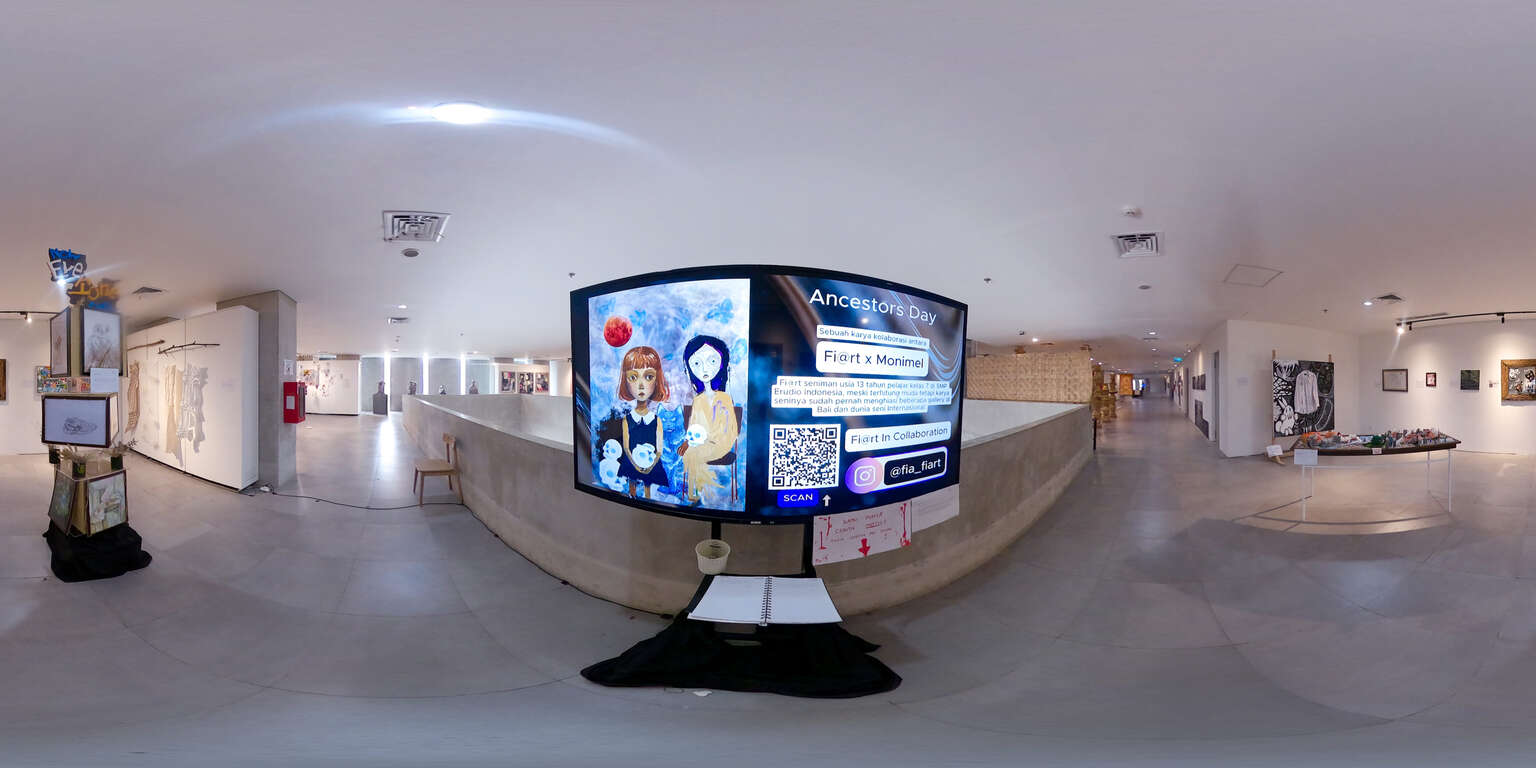 Free
Ancestors Day
Sebuah karya kolaborasi antara
Fi@rt x Monimel
Fi@rt seniman usia 13 tahun pelajar kelas 7 di SMP
Erudio indonesia, meski terhitung muda tetapi karya
seninya sudah pernah menghiasi beberapa gallery di
Bali dan dunia seni Internasional.
Fi@rt In Collaboration
@fia_fiart
SCAN